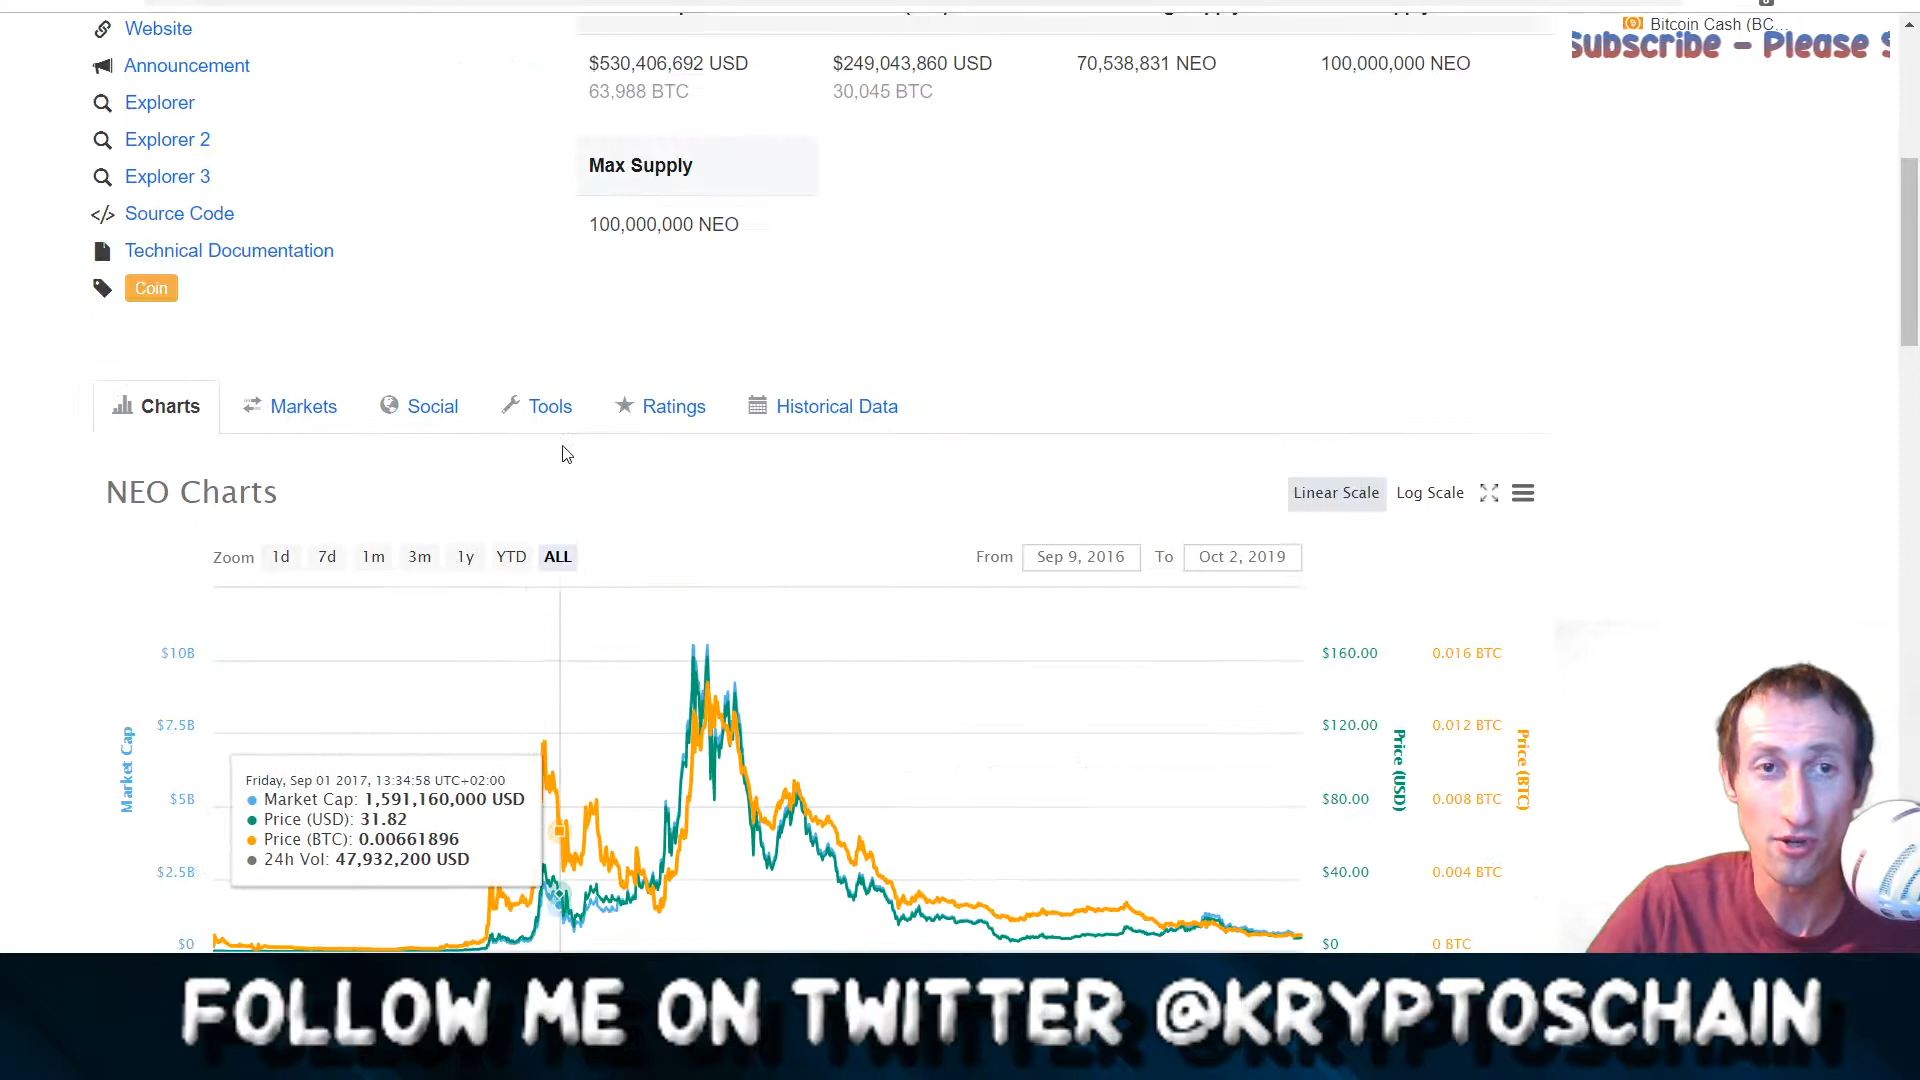 Website
Announcement
Explorer
Explorer 2
Explorer 3
Source Code
Technical Documentation
Coin
$530,406,692 USD
63,988 BTC
$249,043,860 USD
30,045 BTC
70,538,831 NEO
100,000,000 NEO
Max Supply
100,000,000 NEO
Bitcoin Cash (BC...
Subscribe - Please S
Charts
Markets
Social
Tools
Ratings
Historical Data
NEO Charts
Linear Scale
Log Scale
Zoom 1d 7d 1m 3m 1y YTD ALL
From Sep 9, 2016 To Oct 2, 2019
$10B
$7.5B
$5B
$2.5B
$0
Market Cap
Friday, Sep 01 2017, 13:34:58 UTC+02:00
Market Cap: 1,591,160,000 USD
Price (USD): 31.82
Price (BTC): 0.00661896
24h Vol: 47,932,200 USD
$160.00
$120.00
$80.00
$40.00
$0
Price (USD)
0.016 BTC
0.012 BTC
0.008 BTC
0.004 BTC
0 BTC
Price (BTC)
FOLLOW ME ON TWITTER @KRYPTOSCHAIN